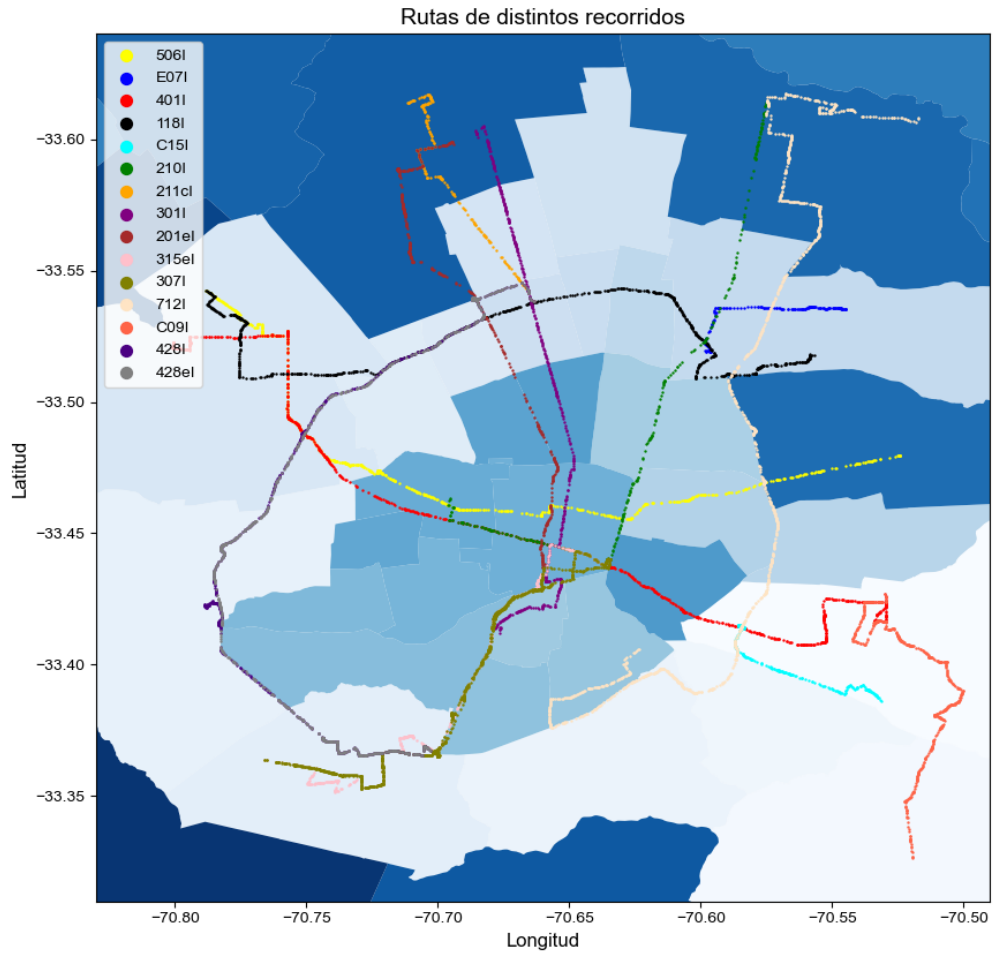 Rutas de distintos recorridos
506I
E07I
401I
118I
C15I
210I
211cI
301I
201eI
315eI
307I
712I
C09I
428I
428eI
−33.60
−33.55
−33.50
−33.45
−33.40
−33.35
Latitud
−70.80 −70.75 −70.70 −70.65 −70.60 −70.55 −70.50
Longitud